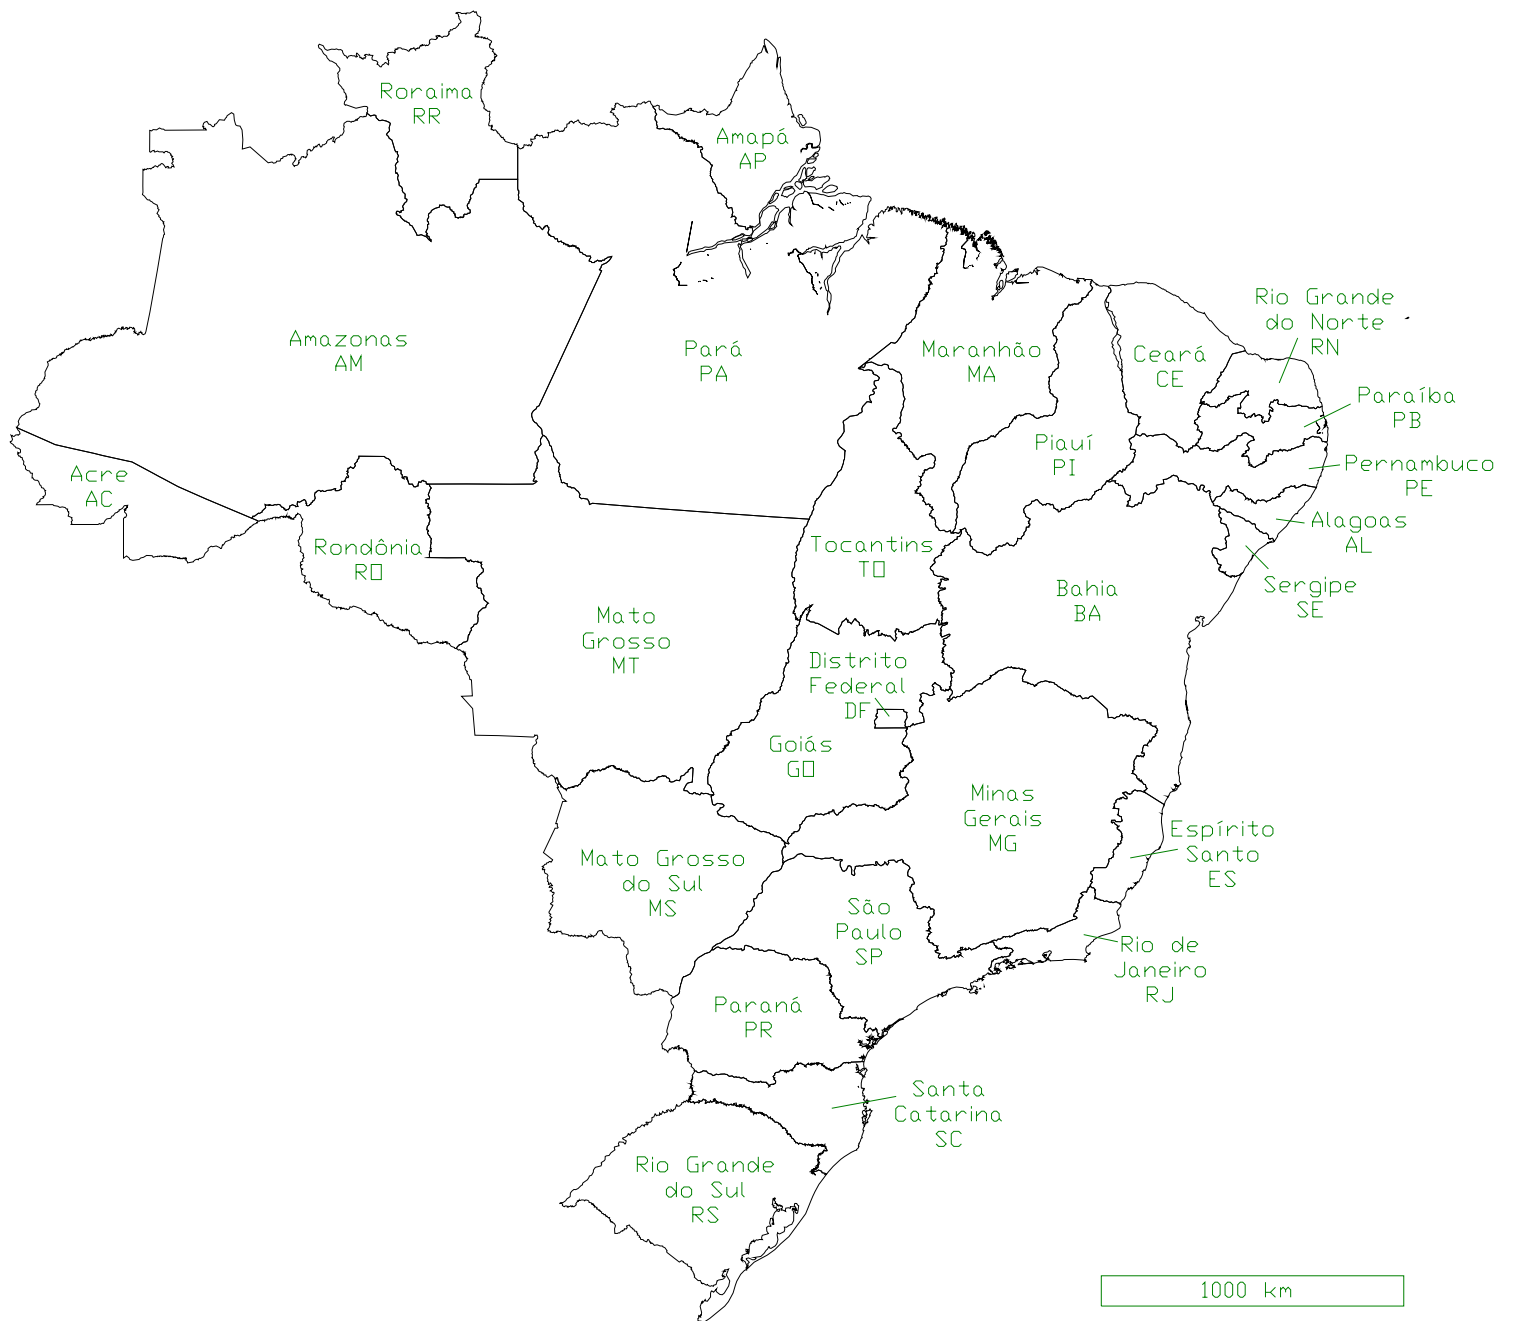 Roraima
RR
Amapá
AP
Amazonas
AM
Pará
PA
Maranhão
MA
Ceará
CE
Rio Grande
do Norte
RN
Paraíba
PB
Piauí
PI
Pernambuco
PE
Acre
AC
Alagoas
AL
Rondônia
RO
Tocantins
TO
Sergipe
SE
Bahia
BA
Mato
Grosso
MT
Distrito
Federal
DF
Goiás
GO
Minas
Gerais
MG
Espírito
Santo
ES
Mato Grosso
do Sul
MS
São
Paulo
SP
Rio de
Janeiro
RJ
Paraná
PR
Santa
Catarina
SC
Rio Grande
do Sul
RS
1000 km